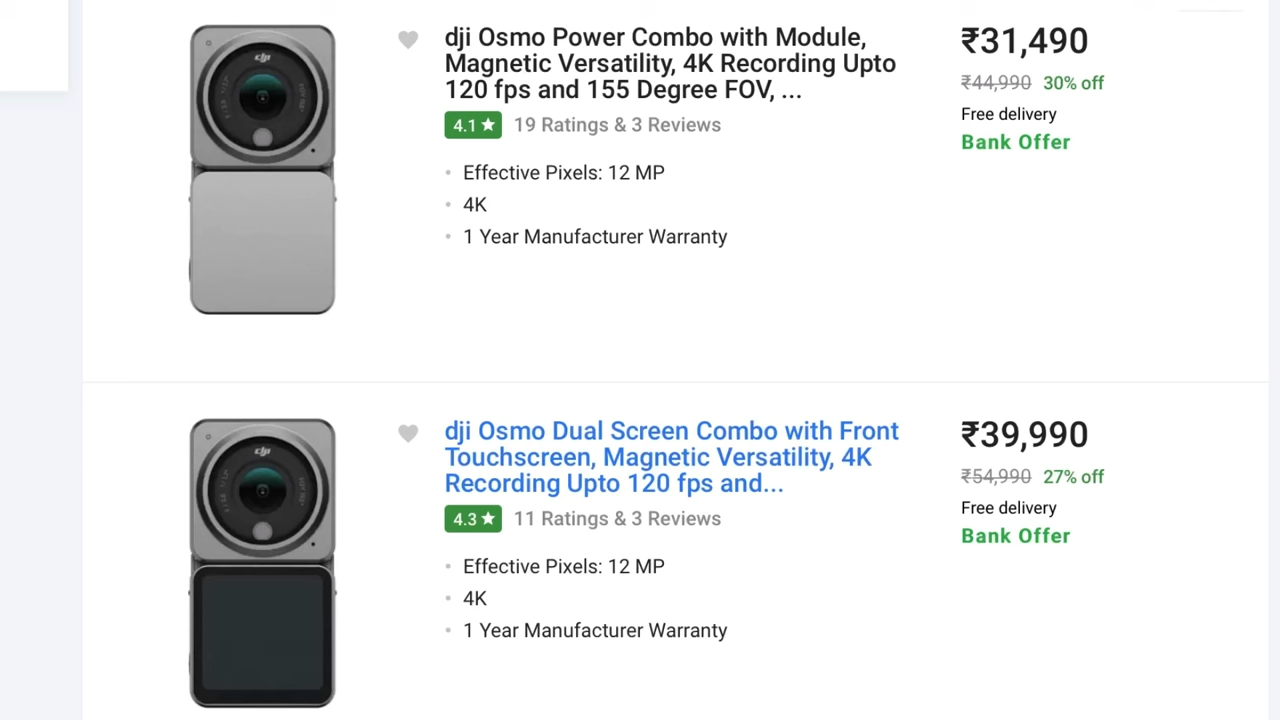 dji Osmo Power Combo with Module,
Magnetic Versatility, 4K Recording Upto
120 fps and 155 Degree FOV, ...
4.1★ 19 Ratings & 3 Reviews
• Effective Pixels: 12 MP
• 4K
• 1 Year Manufacturer Warranty
₹31,490
₹44,990 30% off
Free delivery
Bank Offer
dji
dji Osmo Dual Screen Combo with Front
Touchscreen, Magnetic Versatility, 4K
Recording Upto 120 fps and...
4.3★ 11 Ratings & 3 Reviews
• Effective Pixels: 12 MP
• 4K
• 1 Year Manufacturer Warranty
₹39,990
₹54,990 27% off
Free delivery
Bank Offer
dji